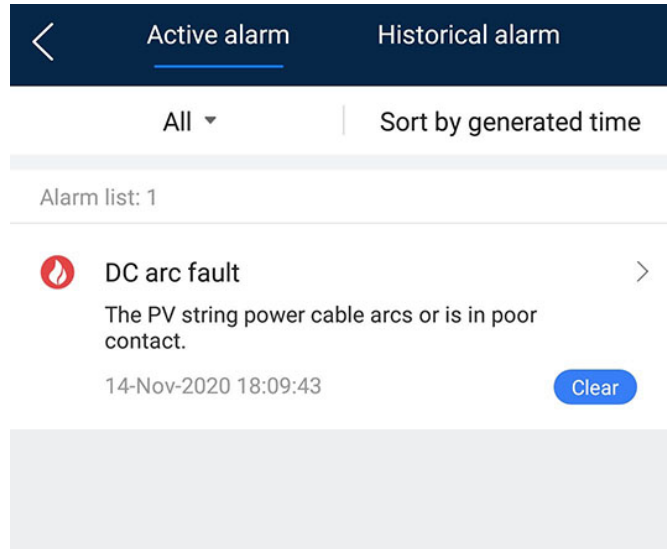 Active alarm Historical alarm
All Sort by generated time
Alarm list: 1
DC arc fault
The PV string power cable arcs or is in poor
contact.
14-Nov-2020 18:09:43 Clear